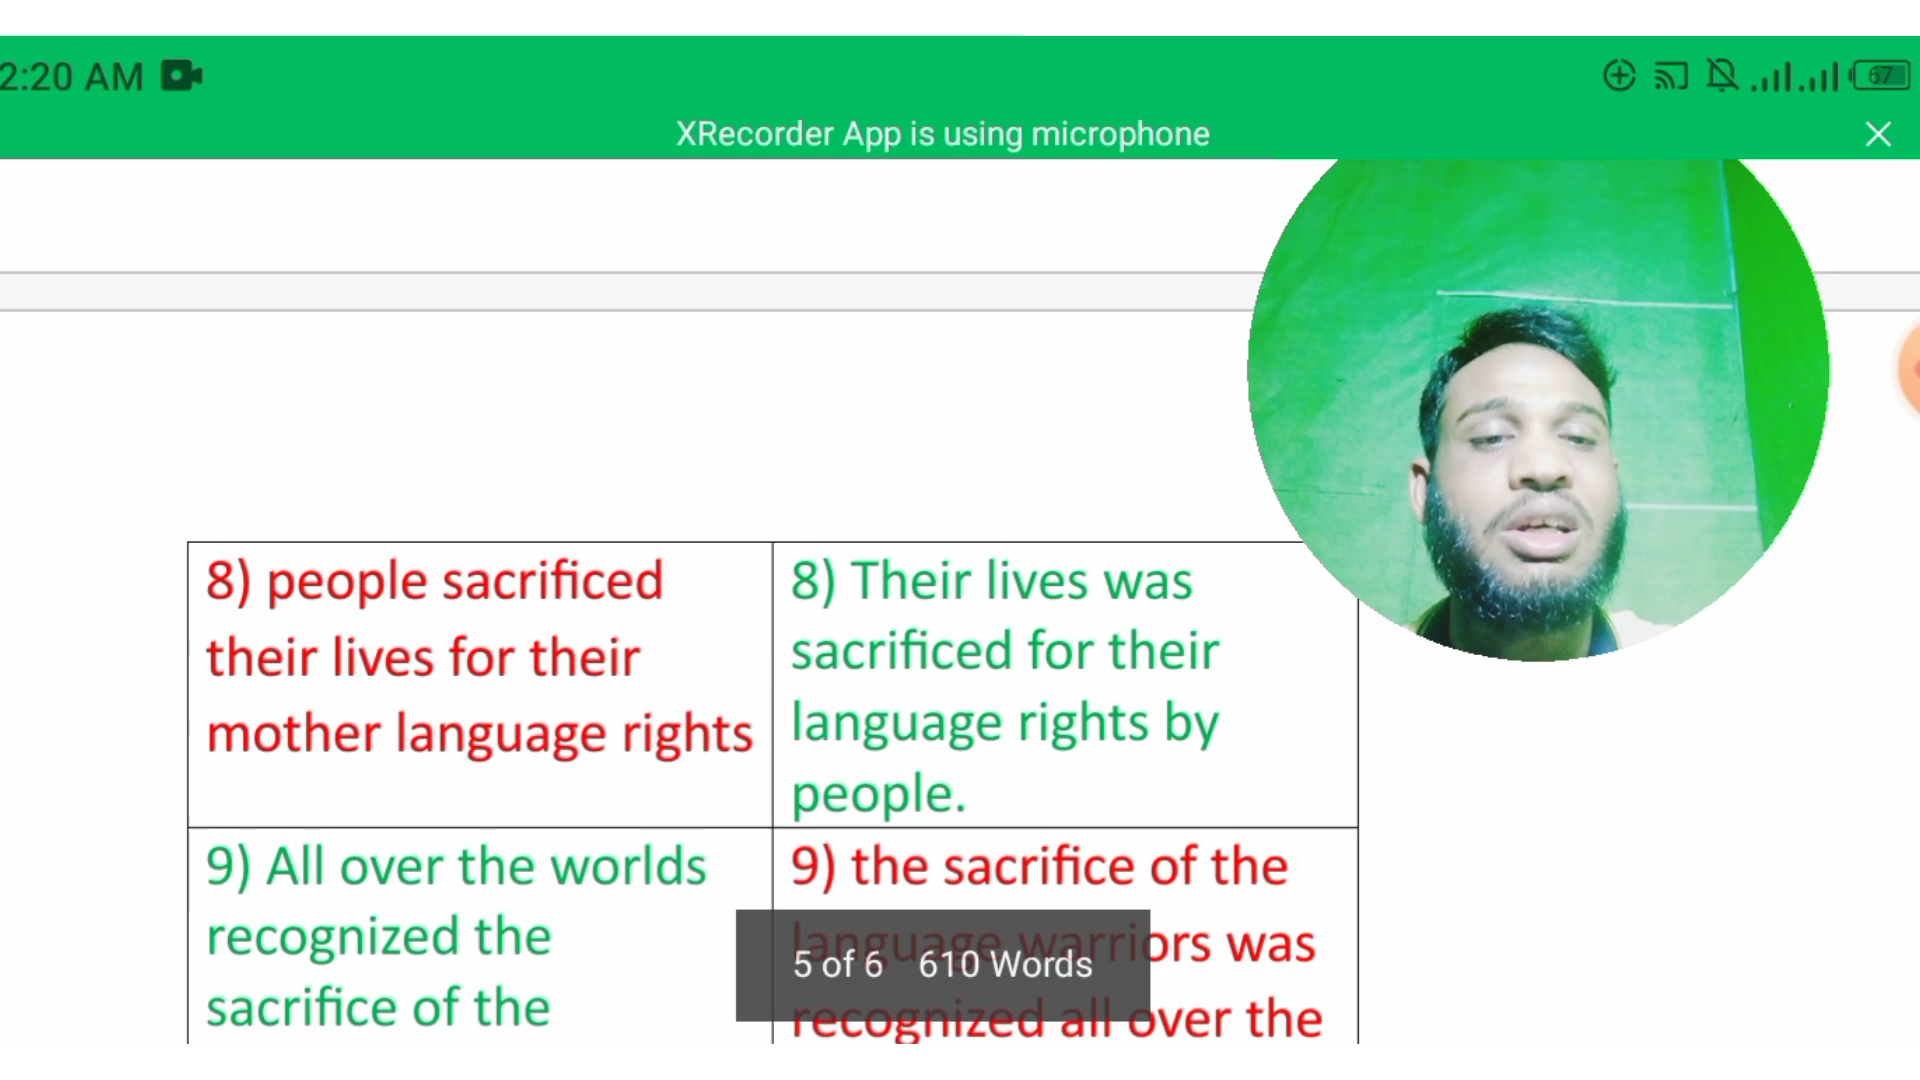 2:20 AM
67
XRecorder App is using microphone
8) people sacrificed
their lives for their
mother language rights
8) Their lives was
sacrificed for their
language rights by
people.
9) All over the worlds
recognized the
sacrifice of the
9) the sacrifice of the
language warriors was
recognized all over the
5 of 6 610 Words